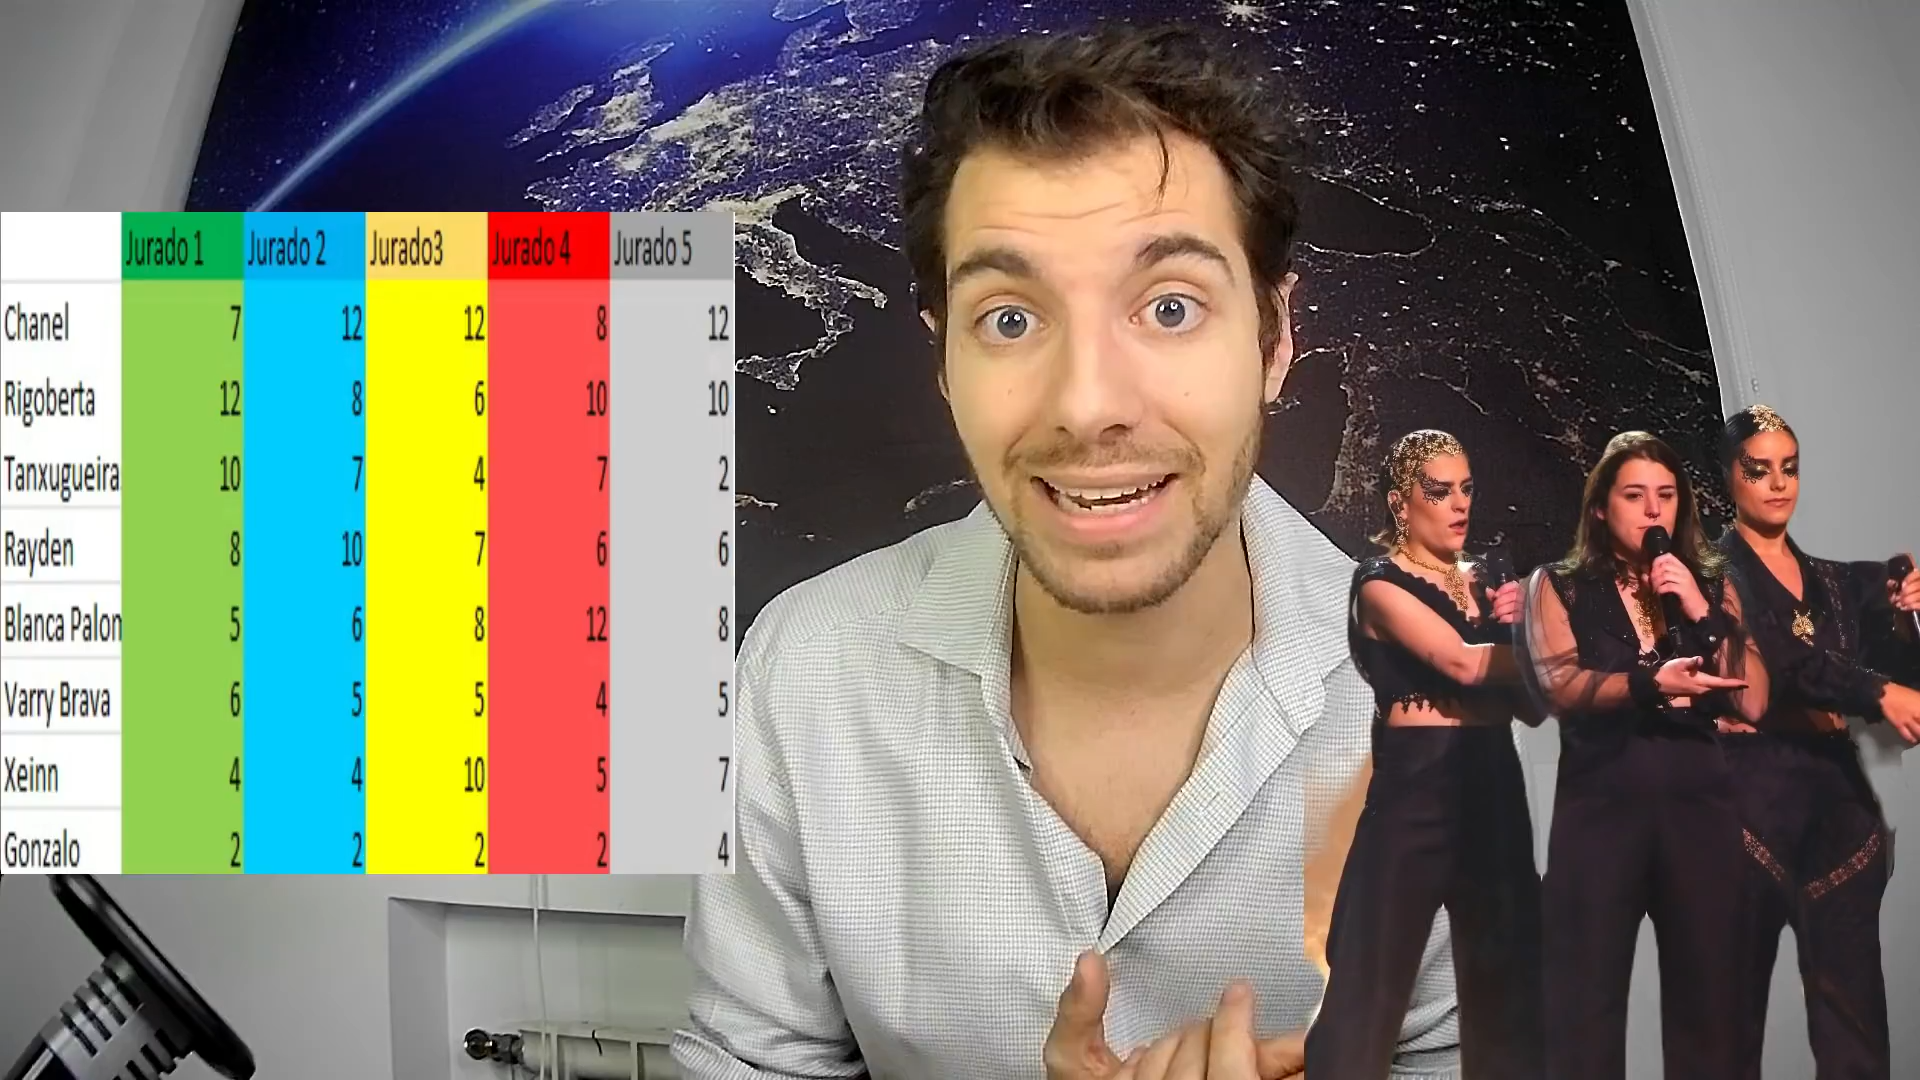 Jurado 1 Jurado 2 Jurado3 Jurado 4 Jurado 5
Chanel 7 12 12 8 12
Rigoberta 12 8 6 10 10
Tanxugueira 10 7 4 7 2
Rayden 8 10 7 6 6
Blanca Palon 5 6 8 12 8
Varry Brava 6 5 5 4 5
Xeinn 4 4 10 5 7
Gonzalo 2 2 2 2 4